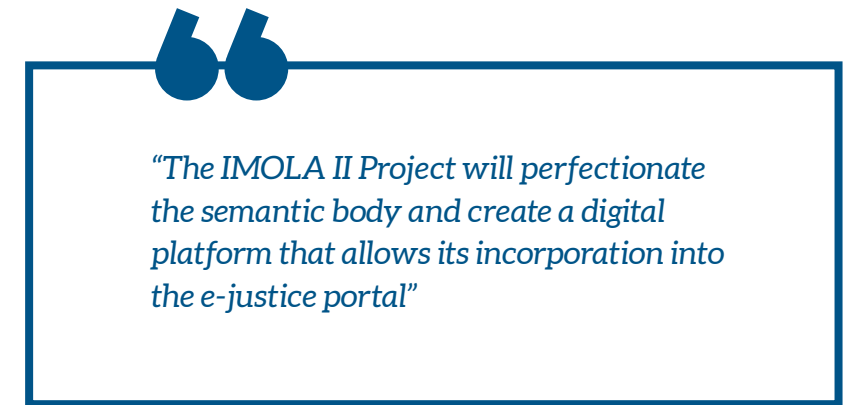 “The IMOLA II Project will perfectionate
the semantic body and create a digital
platform that allows its incorporation into
the e-justice portal”